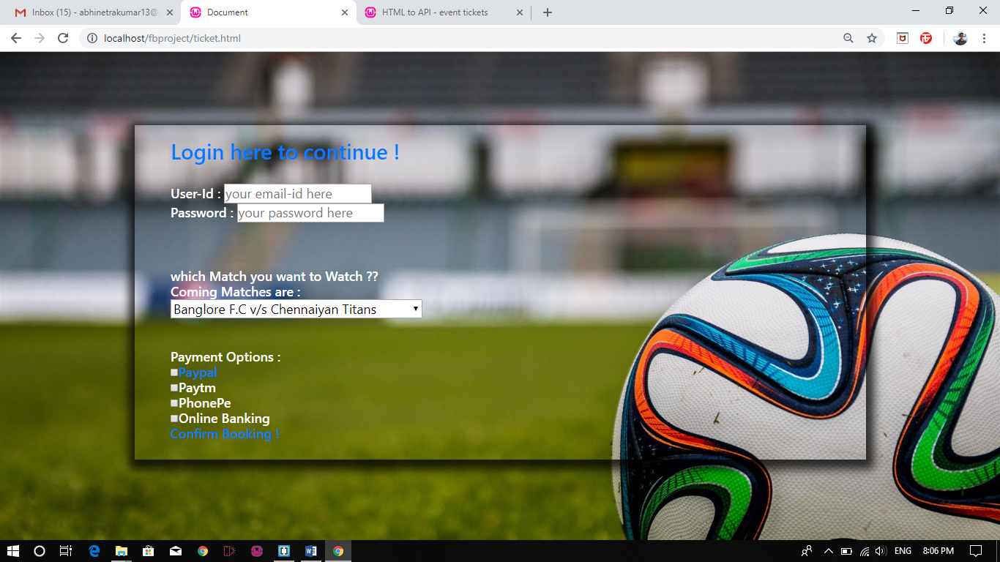 Inbox (15) - abhinetrakumar13@
Document
HTML to API - event tickets
localhost/fbproject/ticket.html
Login here to continue !
User-Id : your email-id here
Password : your password here
which Match you want to Watch ??
Coming Matches are :
Banglore F.C v/s Chennaiyan Titans
Payment Options :
Paypal
Paytm
PhonePe
Online Banking
Confirm Booking !
ENG
8:06 PM